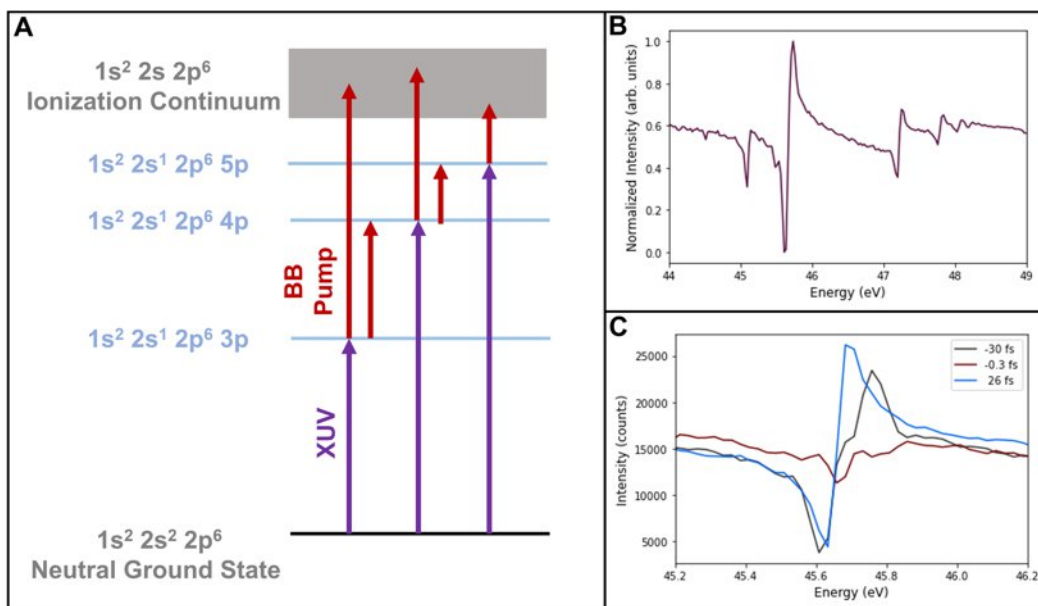 A
1s² 2s 2p⁶
Ionization Continuum
1s² 2s¹ 2p⁶ 5p
1s² 2s¹ 2p⁶ 4p
BB
Pump
1s² 2s¹ 2p⁶ 3p
XUV
1s² 2s² 2p⁶
Neutral Ground State
B
Normalized Intensity (arb. units)
1.0
0.8
0.6
0.4
0.2
0.0
44 45 46 47 48 49
Energy (eV)
C
-30 fs
-0.3 fs
26 fs
Intensity (counts)
25000
20000
15000
10000
5000
45.2 45.4 45.6 45.8 46.0 46.2
Energy (eV)